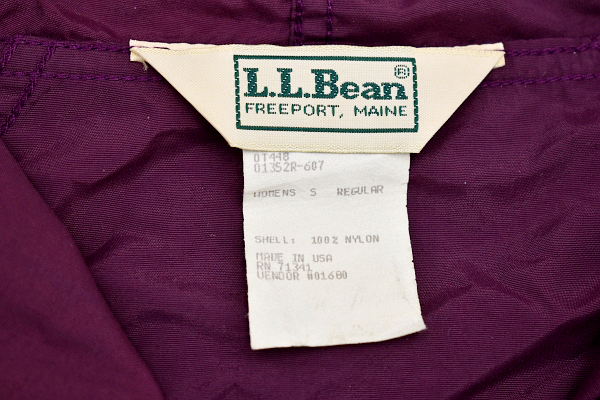 L.L.Bean®
FREEPORT, MAINE
OT448
01352R-607
WOMENS S REGULAR
SHELL: 100% NYLON
MADE IN USA
RN 71341
VENDOR #01680